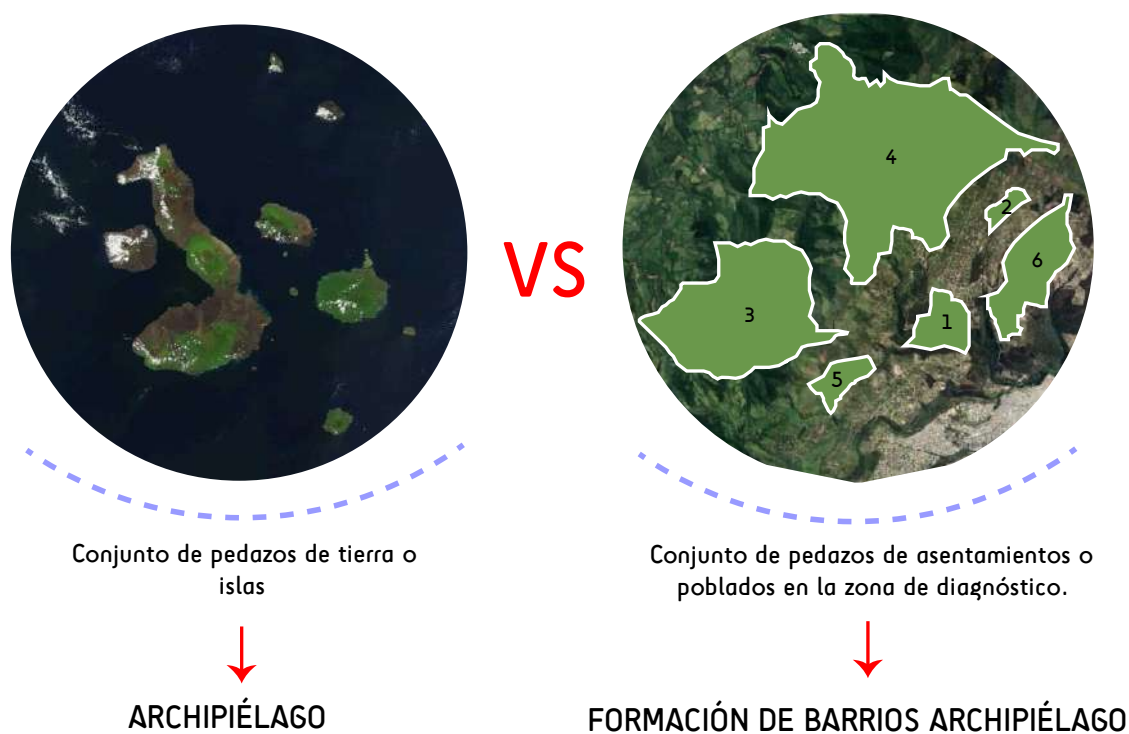 4
2
6
VS
3
1
5
Conjunto de pedazos de tierra o
islas
Conjunto de pedazos de asentamientos o
poblados en la zona de diagnóstico.
ARCHIPIÉLAGO
FORMACIÓN DE BARRIOS ARCHIPIÉLAGO